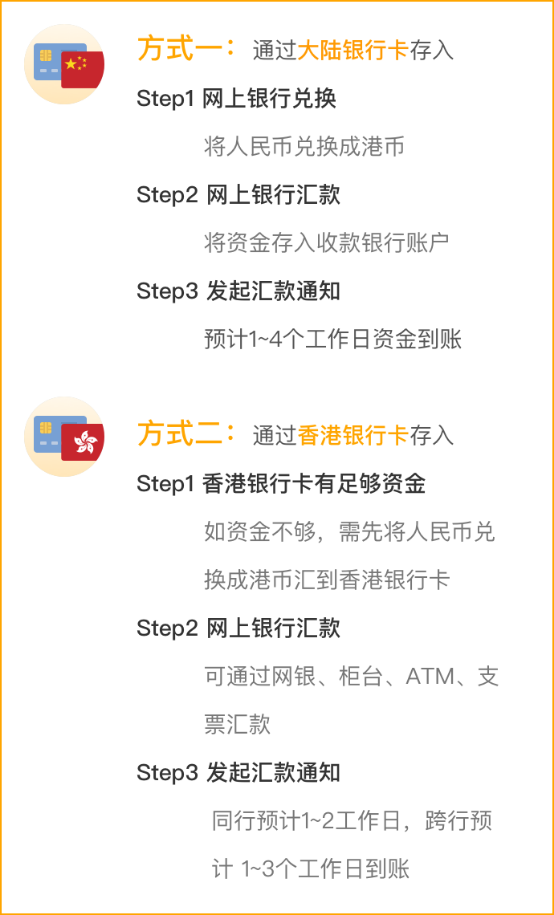 方式一：通过大陆银行卡存入
Step1 网上银行兑换
将人民币兑换成港币
Step2 网上银行汇款
将资金存入收款银行账户
Step3 发起汇款通知
预计1~4个工作日资金到账
方式二：通过香港银行卡存入
Step1 香港银行卡有足够资金
如资金不够，需先将人民币兑
换成港币汇到香港银行卡
Step2 网上银行汇款
可通过网银、柜台、ATM、支
票汇款
Step3 发起汇款通知
同行预计1~2工作日，跨行预
计 1~3个工作日到账